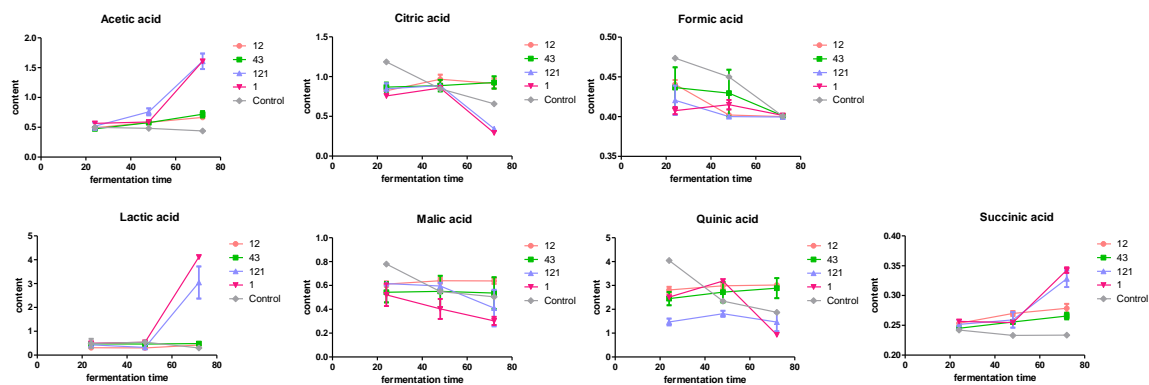 Acetic acid
2.0
1.5
1.0
0.5
0.0
0 20 40 60 80
content
fermentation time
12
43
121
1
Control
Citric acid
1.5
1.0
0.5
0.0
0 20 40 60 80
content
fermentation time
12
43
121
1
Control
Formic acid
0.50
0.45
0.40
0.35
0 20 40 60 80
content
fermentation time
12
43
121
1
Control
Lactic acid
5
4
3
2
1
0
0 20 40 60 80
content
fermentation time
12
43
121
1
Control
Malic acid
1.0
0.8
0.6
0.4
0.2
0.0
0 20 40 60 80
content
fermentation time
12
43
121
1
Control
Quinic acid
5
4
3
2
1
0
0 20 40 60 80
content
fermentation time
12
43
121
1
Control
Succinic acid
0.40
0.35
0.30
0.25
0.20
0 20 40 60 80
content
fermentation time
12
43
121
1
Control